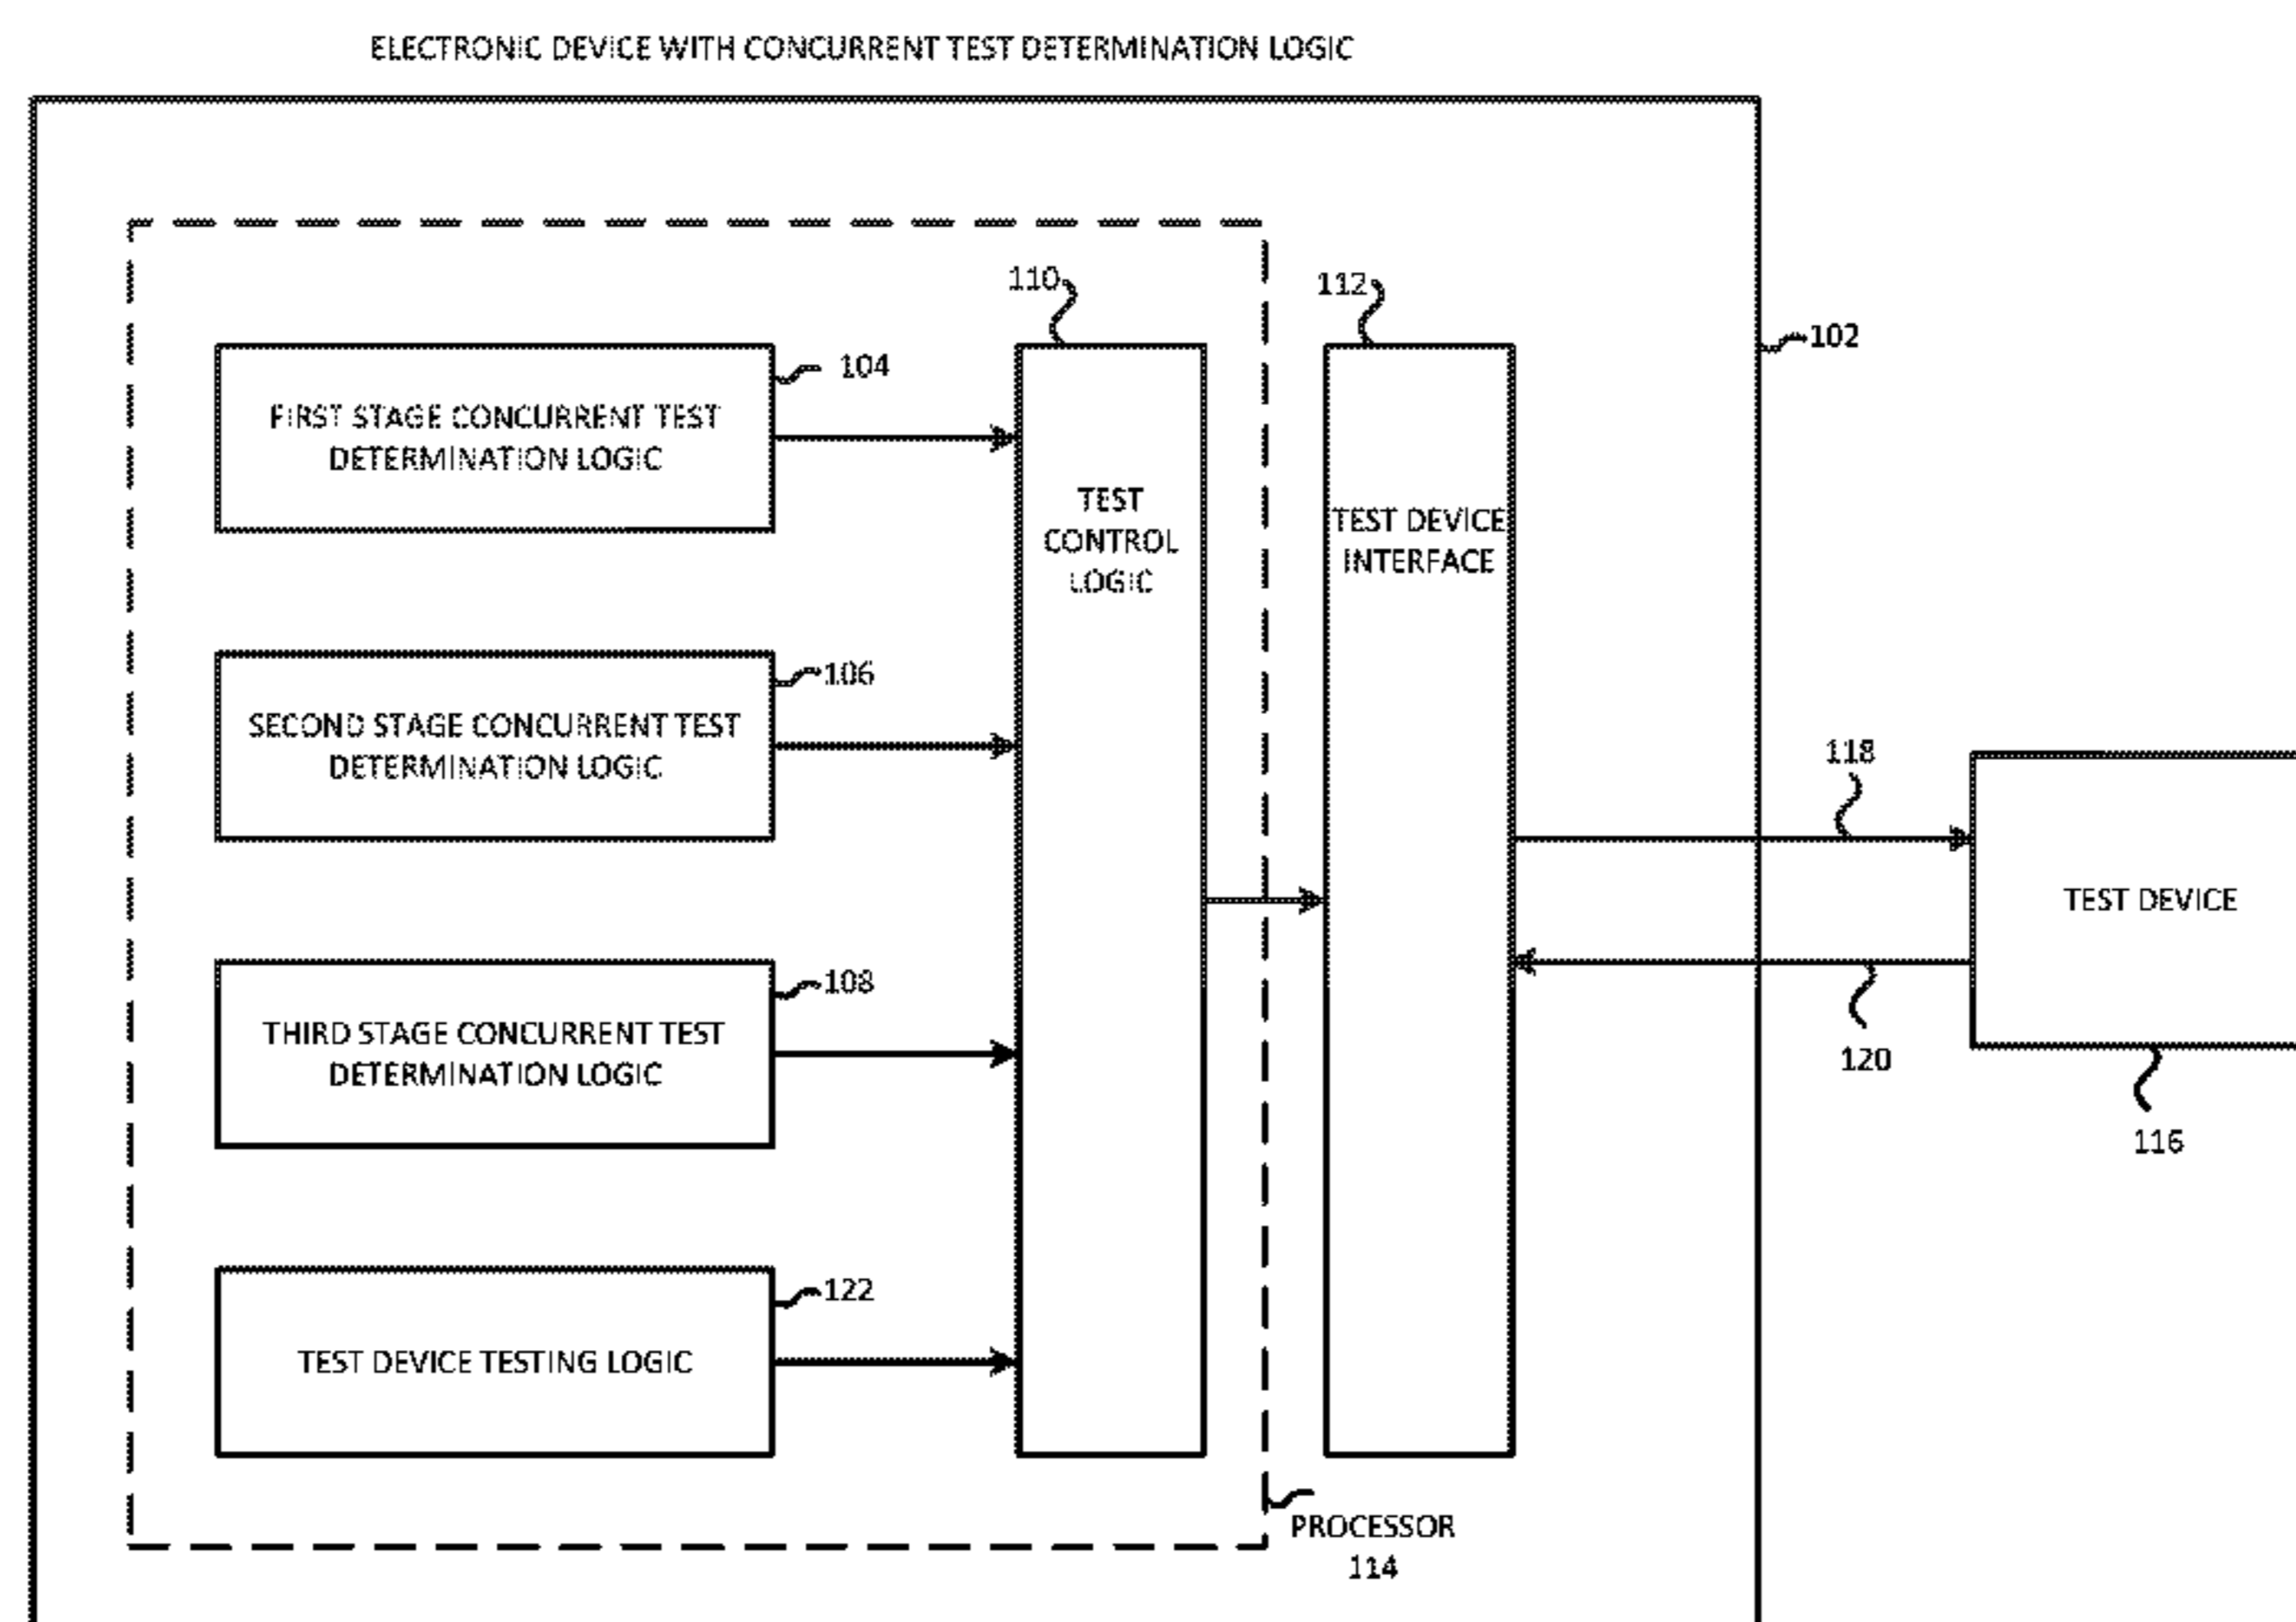 ELECTRONIC DEVICE WITH CONCURRENT TEST DETERMINATION LOGIC
110
112
102
104
FIRST STAGE CONCURRENT TEST
DETERMINATION LOGIC
TEST
CONTROL
LOGIC
TEST DEVICE
INTERFACE
106
SECOND STAGE CONCURRENT TEST
DETERMINATION LOGIC
118
TEST DEVICE
108
THIRD STAGE CONCURRENT TEST
DETERMINATION LOGIC
120
116
122
TEST DEVICE TESTING LOGIC
PROCESSOR
114